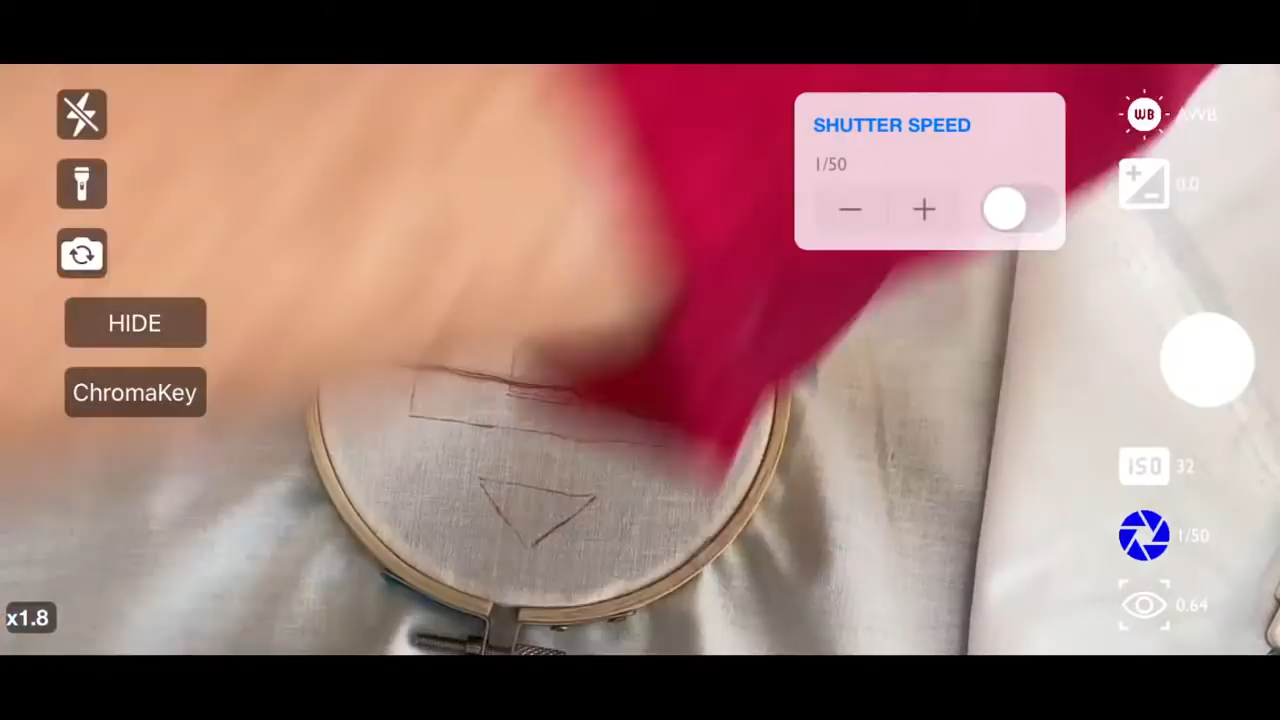 SHUTTER SPEED
1/50
WB
AWB
0.0
HIDE
ChromaKey
ISO
32
1/50
0.64
x1.8